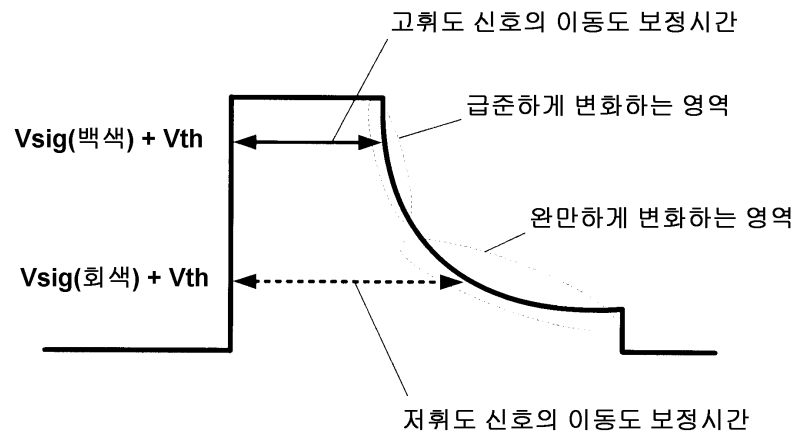 고휘도 신호의 이동도 보정시간
급준하게 변화하는 영역
Vsig(백색) + Vth
완만하게 변화하는 영역
Vsig(회색) + Vth
저휘도 신호의 이동도 보정시간